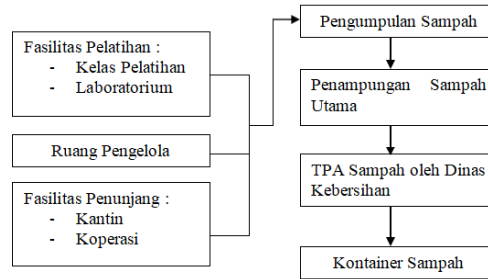 Fasilitas Pelatihan :
- Kelas Pelatihan
- Laboratorium
Ruang Pengelola
Fasilitas Penunjang :
- Kantin
- Koperasi
Pengumpulan Sampah
Penampungan Sampah
Utama
TPA Sampah oleh Dinas
Kebersihan
Kontainer Sampah